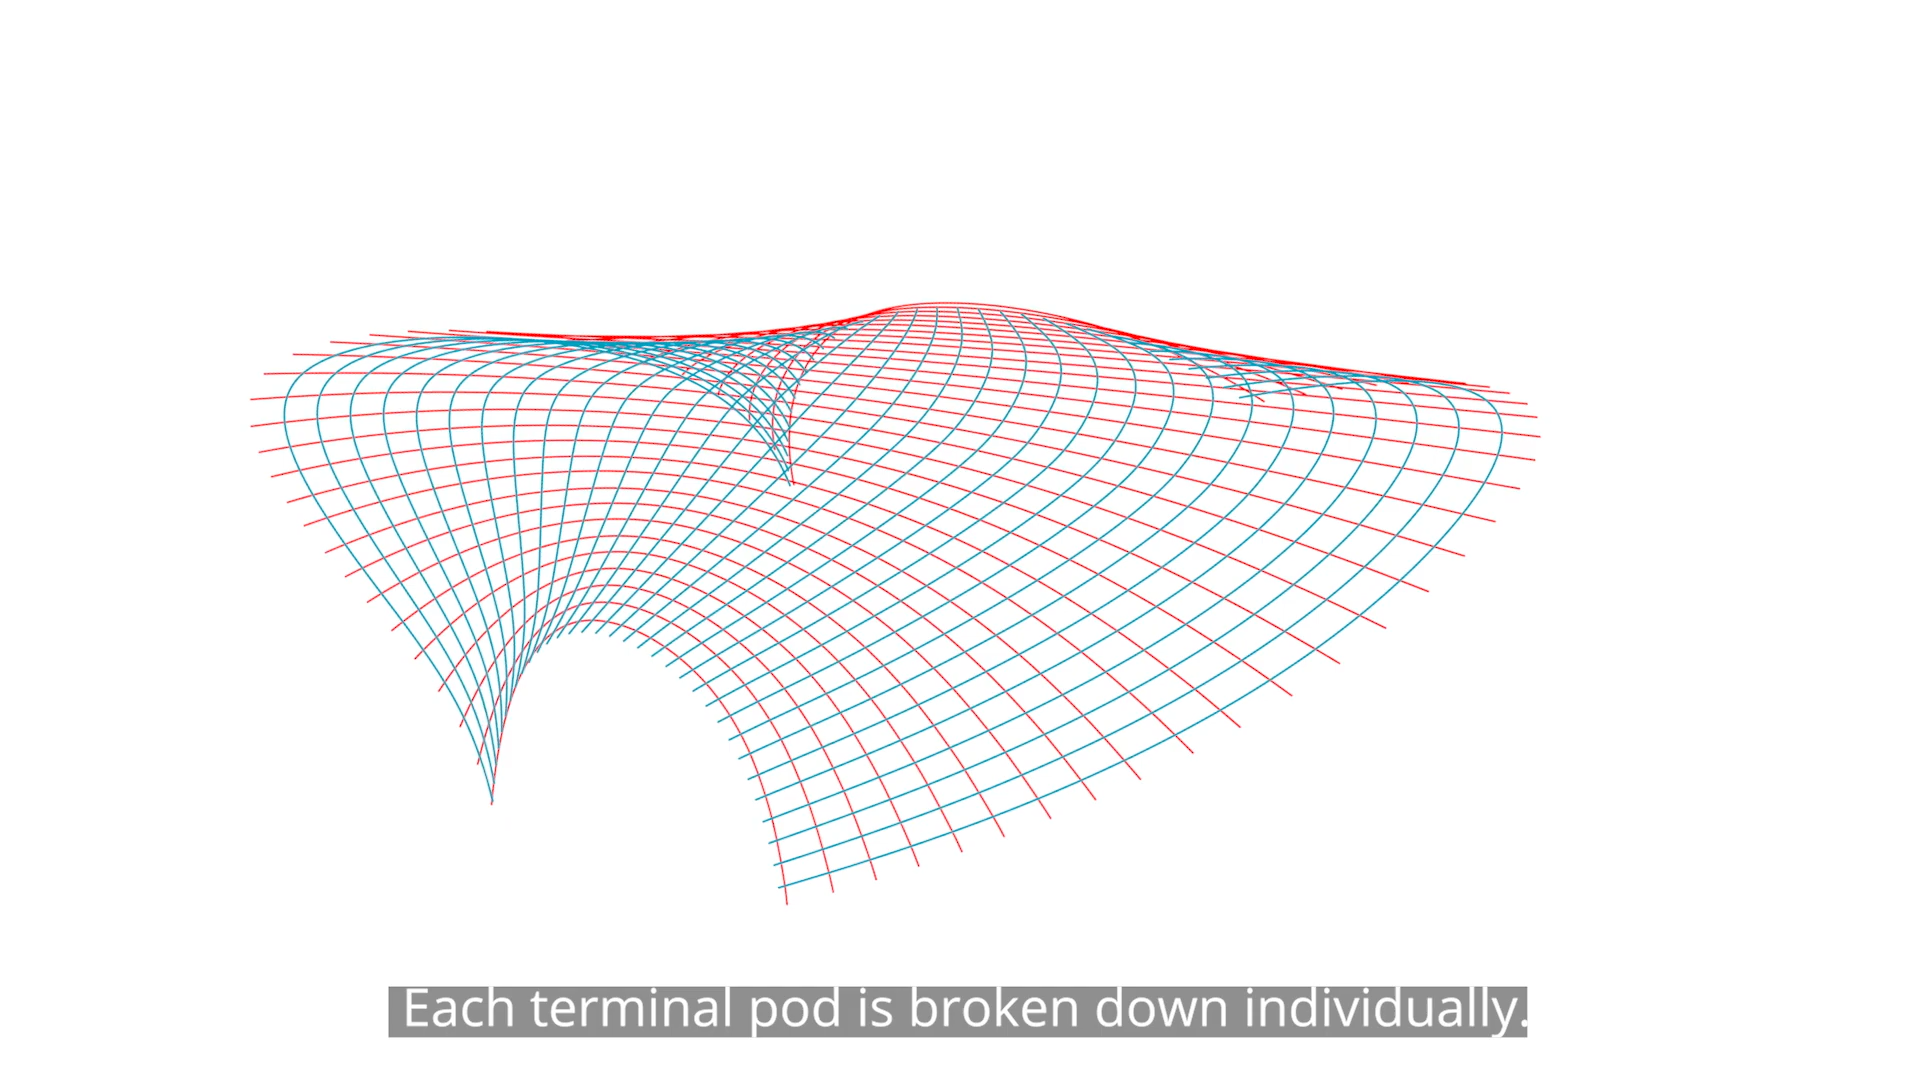 Each terminal pod is broken down individually.